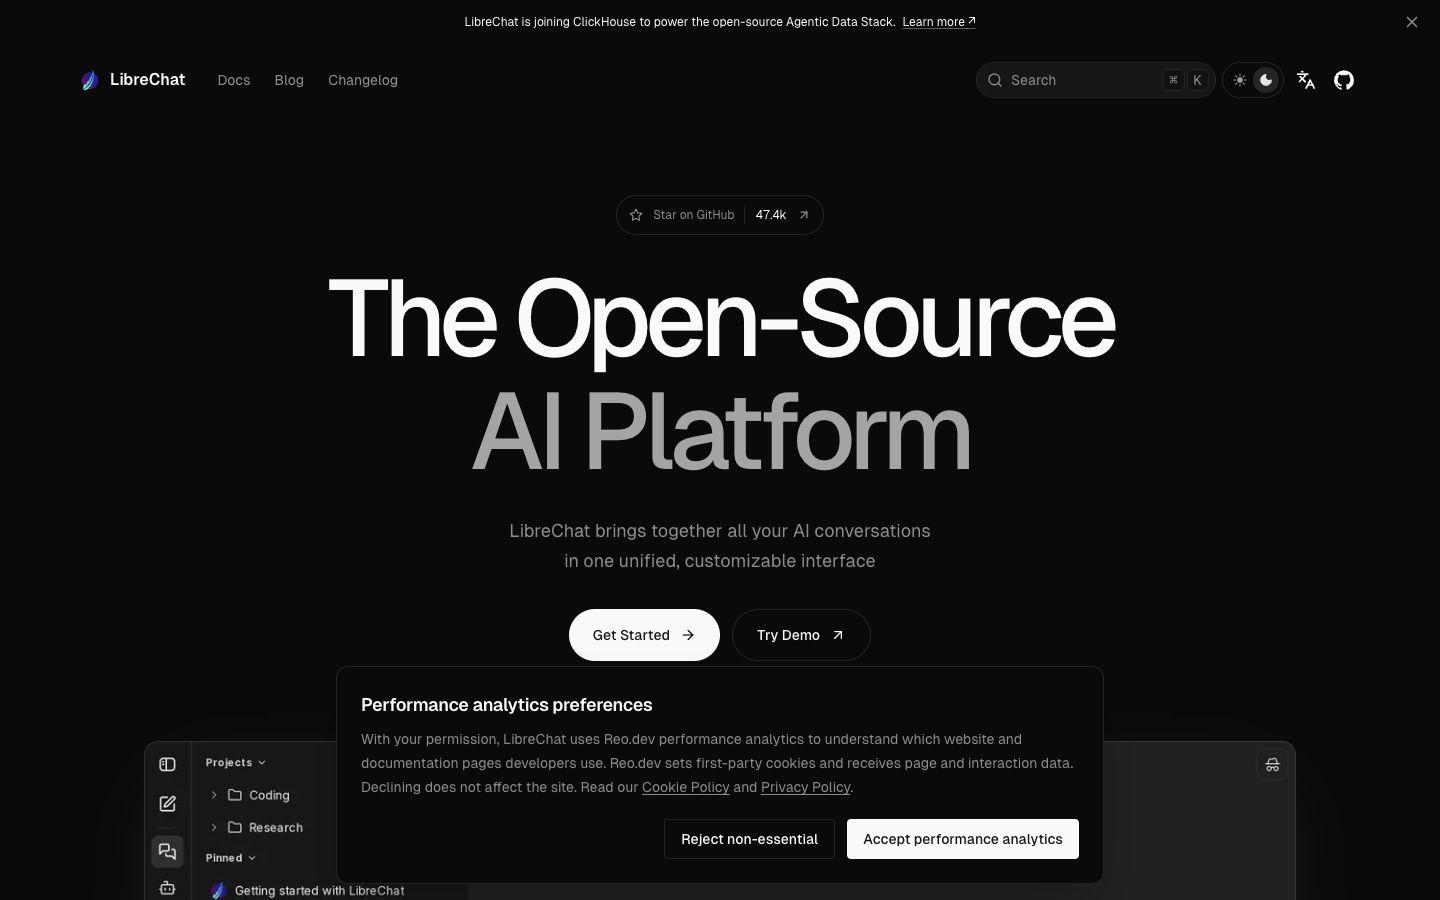 LibreChat is joining ClickHouse to power the open-source Agentic Data Stack. Learn more
LibreChat Docs Blog Changelog Search ⌘ K
Star on GitHub 47.4k
The Open-Source
AI Platform
LibreChat brings together all your AI conversations
in one unified, customizable interface
Get Started Try Demo
Performance analytics preferences
With your permission, LibreChat uses Reo.dev performance analytics to understand which website and
documentation pages developers use. Reo.dev sets first-party cookies and receives page and interaction data.
Declining does not affect the site. Read our Cookie Policy and Privacy Policy.
Reject non-essential Accept performance analytics
Projects
Coding
Research
Pinned
Getting started with LibreChat